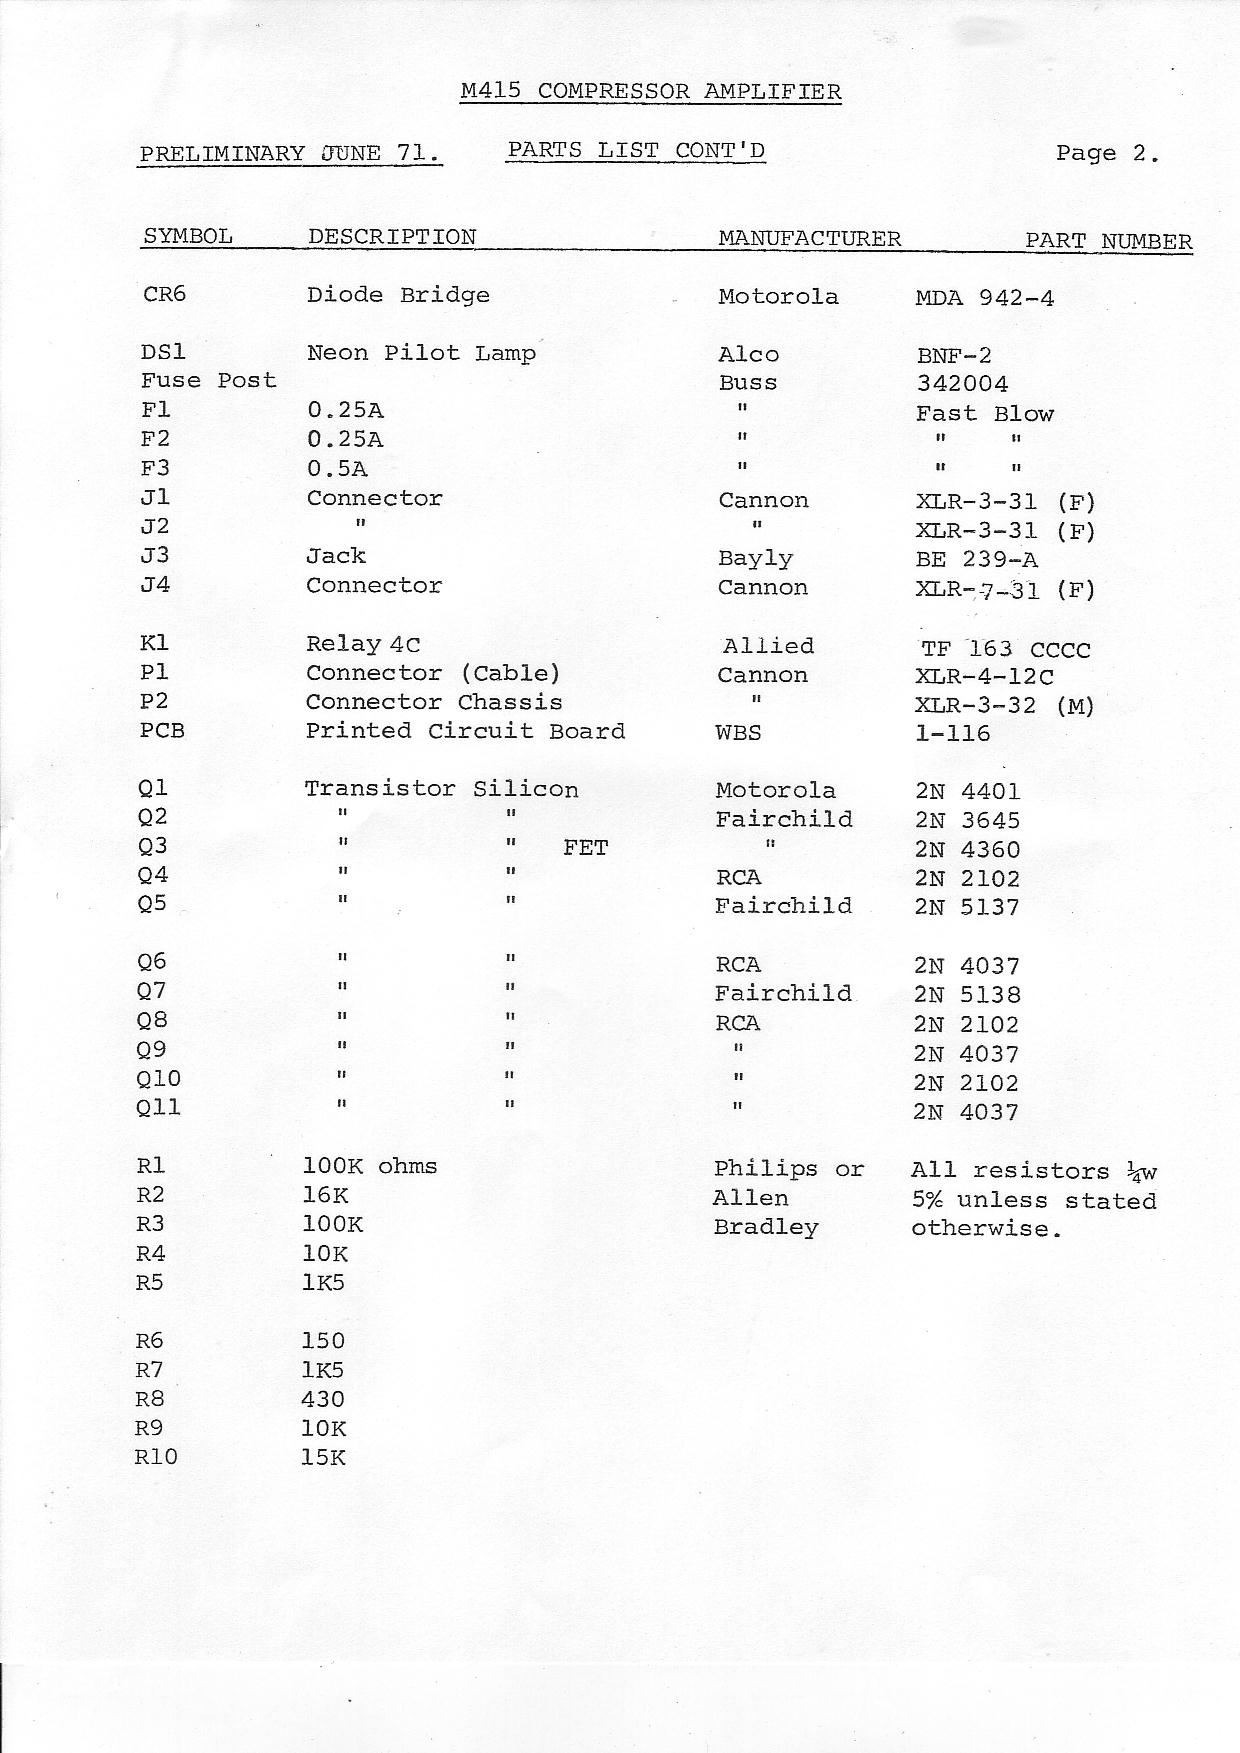 M415 COMPRESSOR AMPLIFIER
PRELIMINARY JUNE 71. PARTS LIST CONT'D Page 2.
SYMBOL DESCRIPTION MANUFACTURER PART NUMBER
CR6 Diode Bridge Motorola MDA 942-4
DS1 Neon Pilot Lamp Alco BNF-2
Fuse Post Buss 342004
F1 0.25A " Fast Blow
F2 0.25A " " "
F3 0.5A " " "
J1 Connector Cannon XLR-3-31 (F)
J2 " " XLR-3-31 (F)
J3 Jack Bayly BE 239-A
J4 Connector Cannon XLR-7-31 (F)
K1 Relay 4C Allied TF 163 CCCC
P1 Connector (Cable) Cannon XLR-4-12C
P2 Connector Chassis " XLR-3-32 (M)
PCB Printed Circuit Board WBS 1-116
Q1 Transistor Silicon Motorola 2N 4401
Q2 " " Fairchild 2N 3645
Q3 " " FET " 2N 4360
Q4 " " RCA 2N 2102
Q5 " " Fairchild 2N 5137
Q6 " " RCA 2N 4037
Q7 " " Fairchild 2N 5138
Q8 " " RCA 2N 2102
Q9 " " " 2N 4037
Q10 " " " 2N 2102
Q11 " " " 2N 4037
R1 100K ohms Philips or All resistors ¼w
R2 16K Allen 5% unless stated
R3 100K Bradley otherwise.
R4 10K
R5 1K5
R6 150
R7 1K5
R8 430
R9 10K
R10 15K